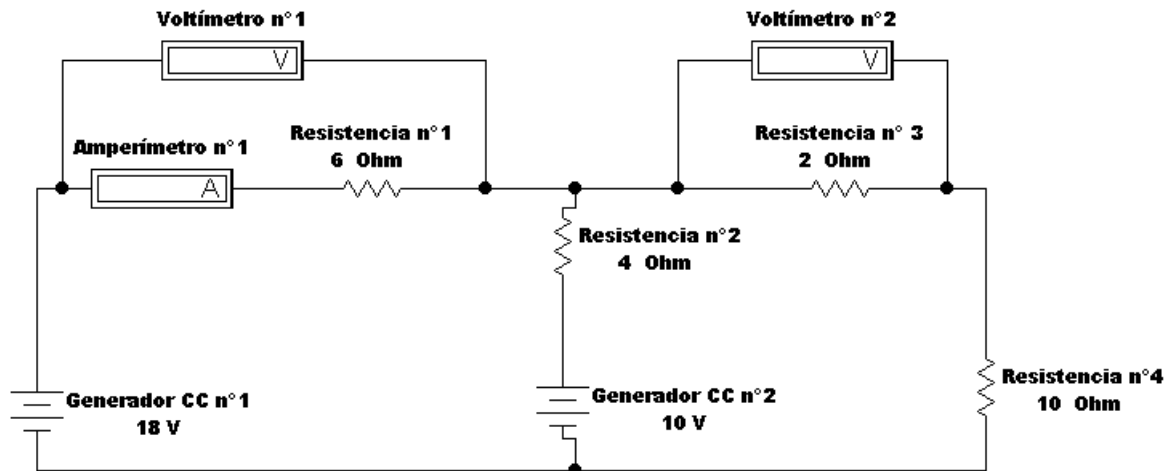 Voltímetro n°1
V
Voltímetro n°2
V
Amperímetro n°1
A
Resistencia n°1
6 Ohm
Resistencia n° 3
2 Ohm
Resistencia n°2
4 Ohm
Generador CC n°1
18 V
Generador CC n°2
10 V
Resistencia n°4
10 Ohm